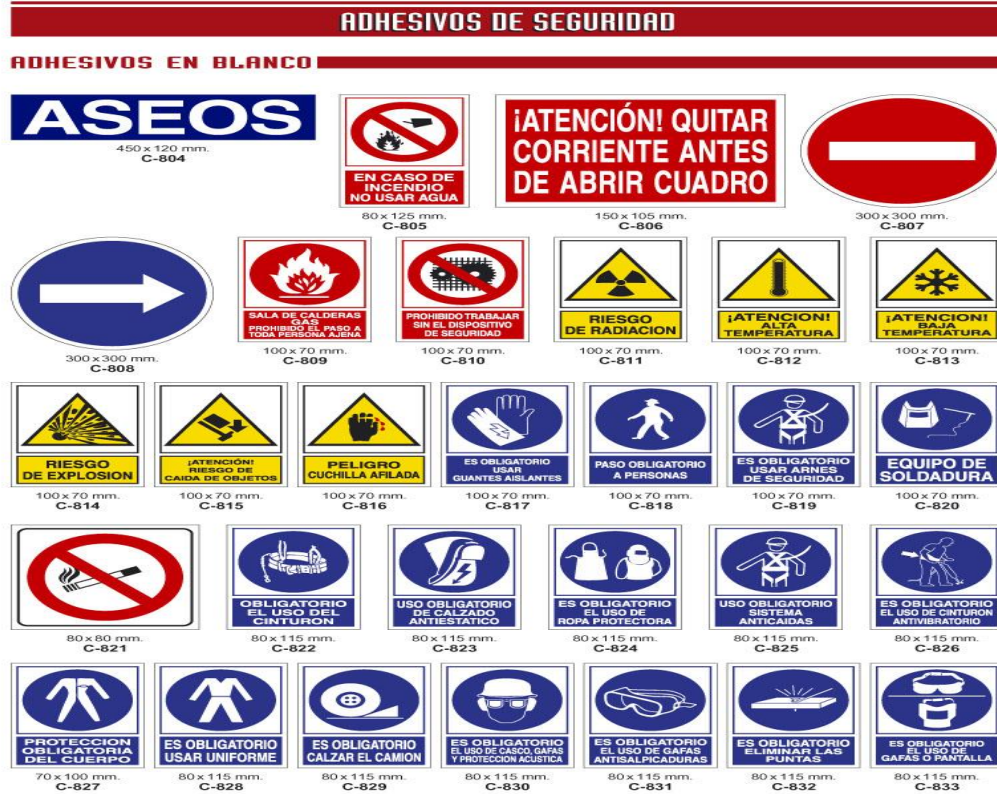 ADHESIVOS DE SEGURIDAD
ADHESIVOS EN BLANCO
ASEOS
450 x 120 mm.
C-804
EN CASO DE
INCENDIO
NO USAR AGUA
80 x 125 mm.
C-805
¡ATENCIÓN! QUITAR
CORRIENTE ANTES
DE ABRIR CUADRO
150 x 105 mm.
C-806
300 x 300 mm.
C-807
300 x 300 mm.
C-808
SALA DE CALDERAS
GAS
PROHIBIDO EL PASO A
TODA PERSONA AJENA
100 x 70 mm.
C-809
PROHIBIDO TRABAJAR
SIN EL DISPOSITIVO
DE SEGURIDAD
100 x 70 mm.
C-810
RIESGO
DE RADIACION
100 x 70 mm.
C-811
¡ATENCION!
ALTA
TEMPERATURA
100 x 70 mm.
C-812
¡ATENCION!
BAJA
TEMPERATURA
100 x 70 mm.
C-813
RIESGO
DE EXPLOSION
100 x 70 mm.
C-814
¡ATENCIÓN!
RIESGO DE
CAIDA DE OBJETOS
100 x 70 mm.
C-815
PELIGRO
CUCHILLA AFILADA
100 x 70 mm.
C-816
ES OBLIGATORIO
USAR
GUANTES AISLANTES
100 x 70 mm.
C-817
PASO OBLIGATORIO
A PERSONAS
100 x 70 mm.
C-818
ES OBLIGATORIO
USAR ARNES
DE SEGURIDAD
100 x 70 mm.
C-819
EQUIPO DE
SOLDADURA
100 x 70 mm.
C-820
80 x 80 mm.
C-821
OBLIGATORIO
EL USO DEL
CINTURON
80 x 115 mm.
C-822
USO OBLIGATORIO
DE CALZADO
ANTIESTATICO
80 x 115 mm.
C-823
ES OBLIGATORIO
EL USO DE
ROPA PROTECTORA
80 x 115 mm.
C-824
USO OBLIGATORIO
SISTEMA
ANTICAIDAS
80 x 115 mm.
C-825
ES OBLIGATORIO
EL USO DE CINTURON
ANTIVIBRATORIO
80 x 115 mm.
C-826
PROTECCION
OBLIGATORIA
DEL CUERPO
70 x 100 mm.
C-827
ES OBLIGATORIO
USAR UNIFORME
80 x 115 mm.
C-828
ES OBLIGATORIO
CALZAR EL CAMION
80 x 115 mm.
C-829
ES OBLIGATORIO
EL USO DE CASCO, GAFAS
Y PROTECCION ACUSTICA
80 x 115 mm.
C-830
ES OBLIGATORIO
EL USO DE GAFAS
ANTISALPICADURAS
80 x 115 mm.
C-831
ES OBLIGATORIO
ELIMINAR LAS
PUNTAS
80 x 115 mm.
C-832
ES OBLIGATORIO
EL USO DE
GAFAS O PANTALLA
80 x 115 mm.
C-833